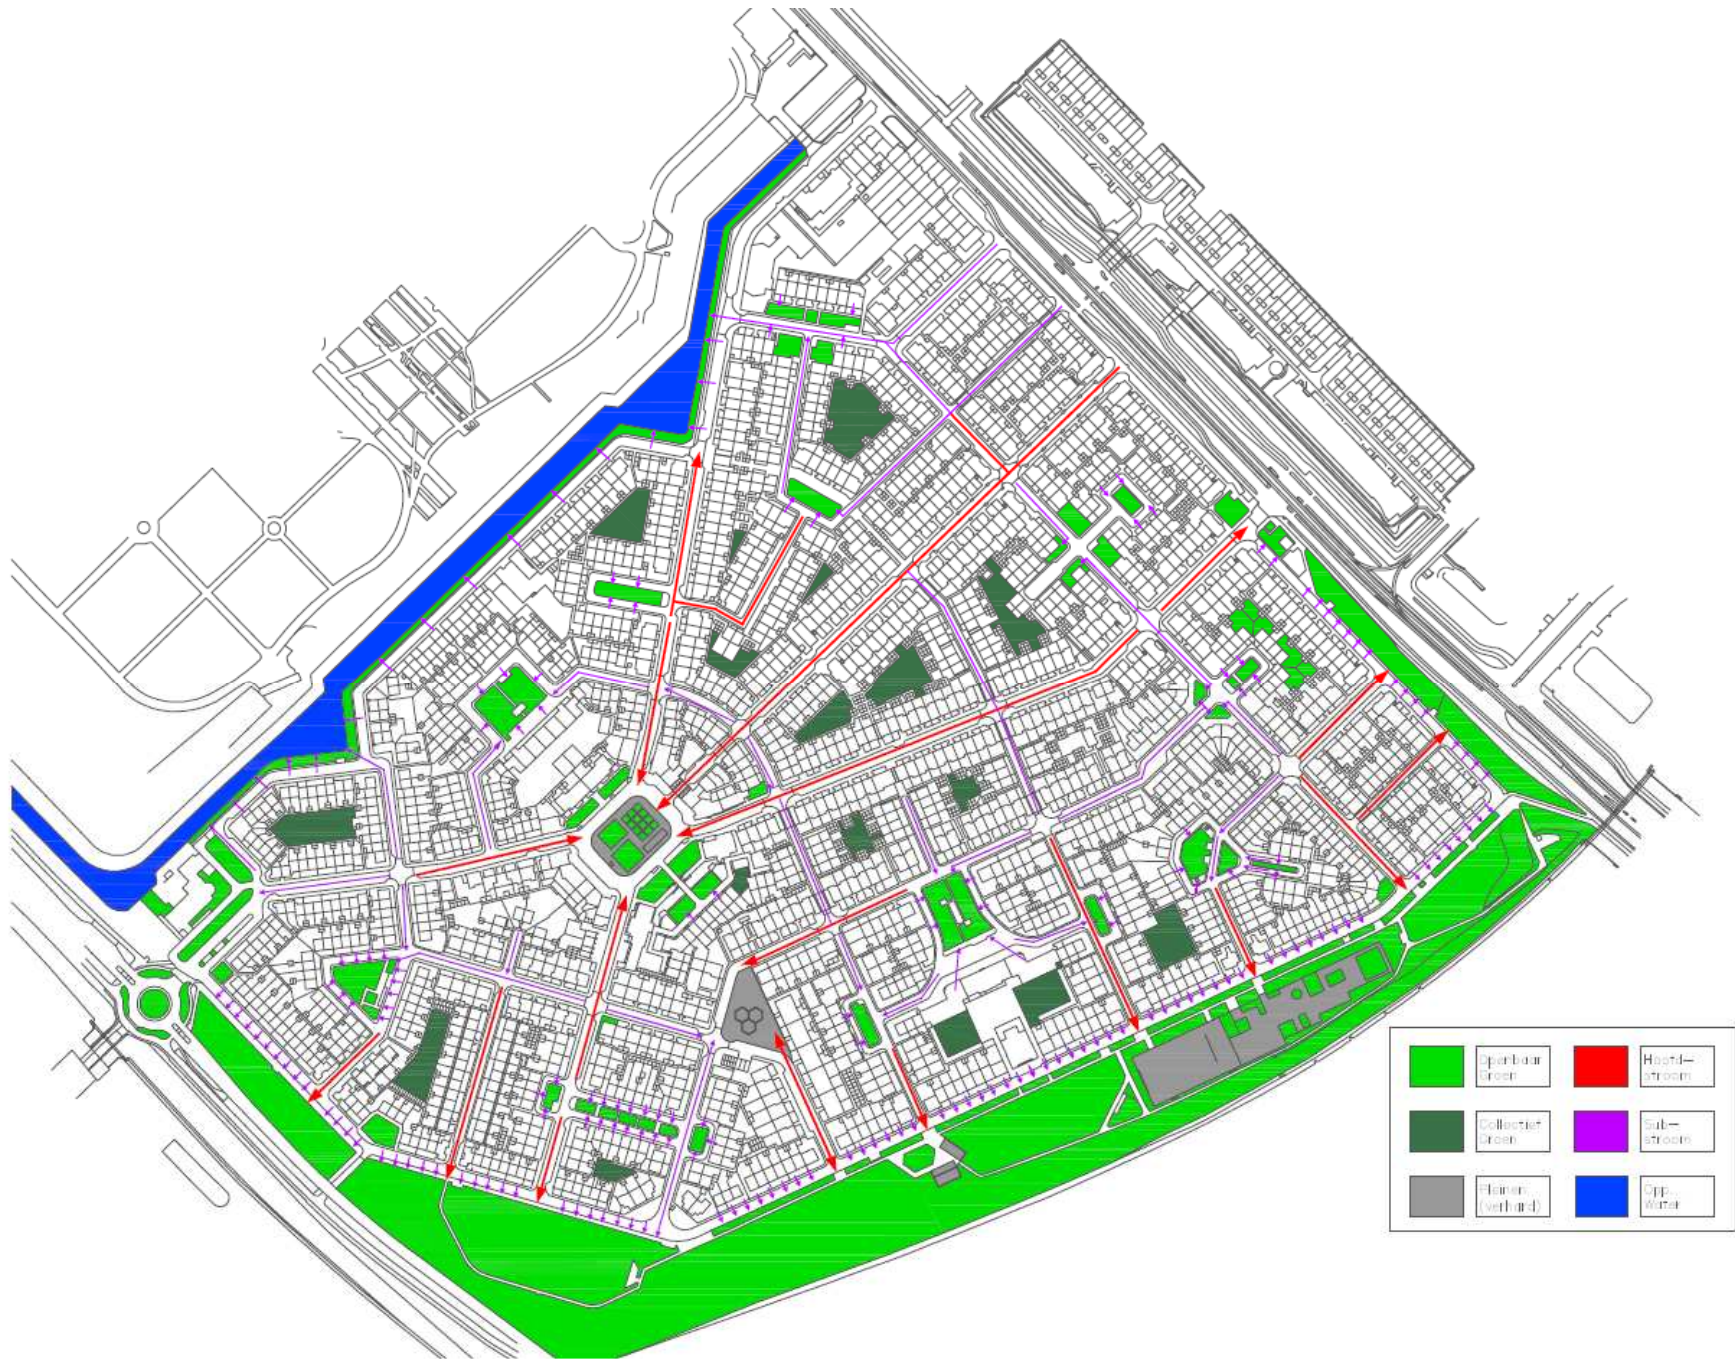 Openbaar
Groen
Hoofd-
stroom
Collectief
Groen
Sub-
stroom
Pleinen
(verhard)
Opp.
Water